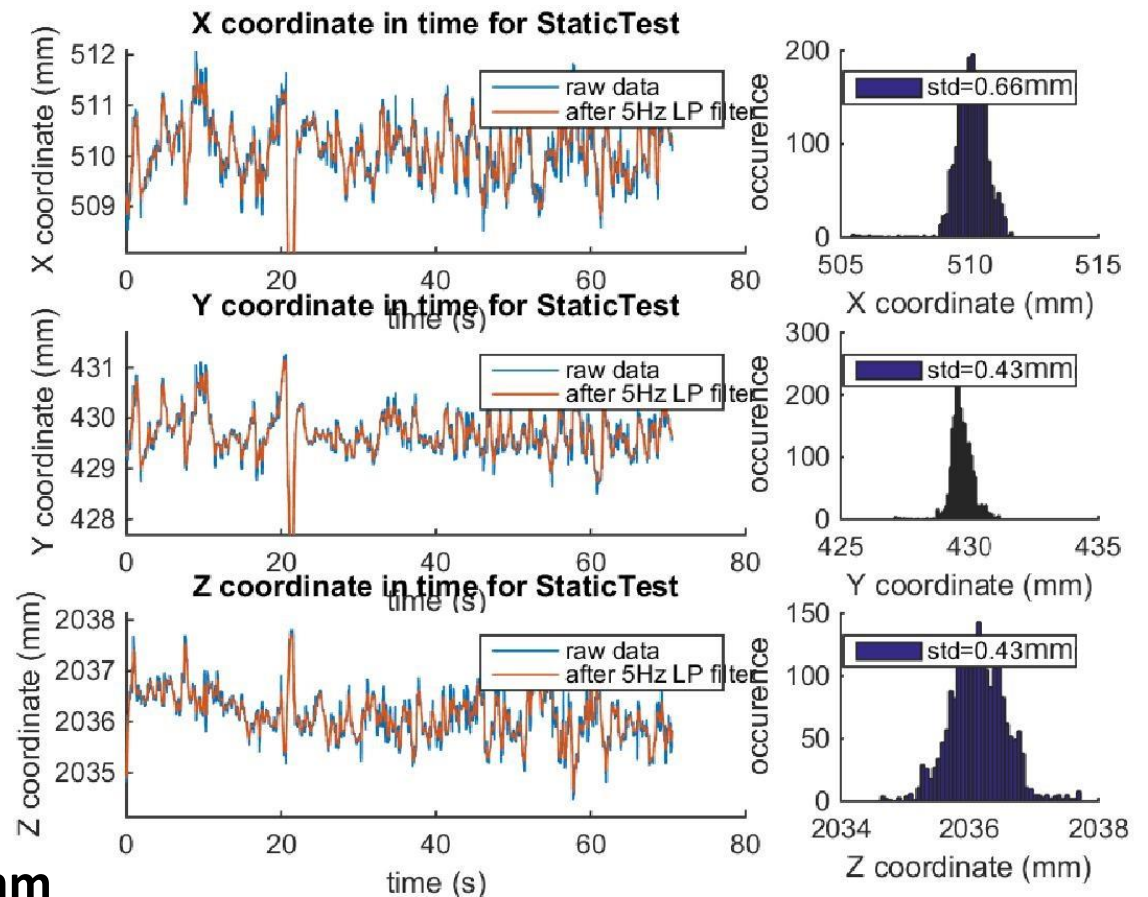 X coordinate in time for StaticTest
X coordinate (mm)
512
511
510
509
raw data
after 5Hz LP filter
0 20 40 60 80
time (s)
occurence
200
100
0
std=0.66mm
505 510 515
X coordinate (mm)
Y coordinate in time for StaticTest
Y coordinate (mm)
431
430
429
428
raw data
after 5Hz LP filter
0 20 40 60 80
time (s)
occurence
300
200
100
0
std=0.43mm
425 430 435
Y coordinate (mm)
Z coordinate in time for StaticTest
Z coordinate (mm)
2038
2037
2036
2035
raw data
after 5Hz LP filter
0 20 40 60 80
time (s)
occurence
150
100
50
0
std=0.43mm
2034 2036 2038
Z coordinate (mm)